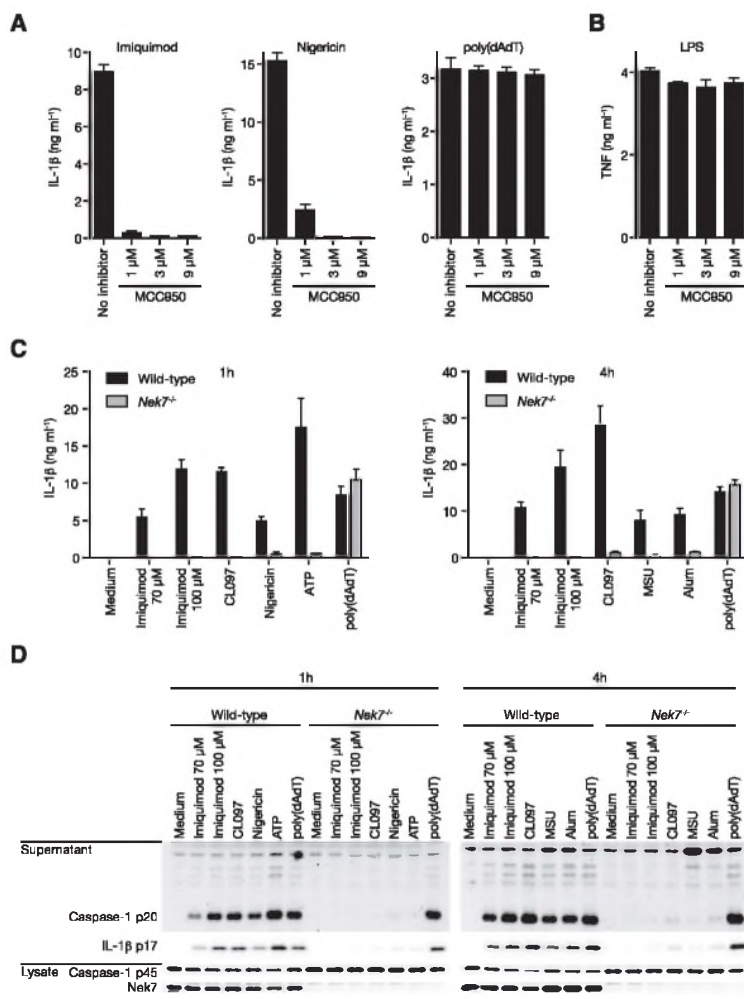 A
Imiquimod
IL-1β (ng ml⁻¹)
10
8
6
4
2
0
No inhibitor
1 µM
3 µM
9 µM
MCC950
Nigericin
IL-1β (ng ml⁻¹)
15
10
5
0
No inhibitor
1 µM
3 µM
9 µM
MCC950
poly(dAdT)
IL-1β (ng ml⁻¹)
3
2
1
0
No inhibitor
1 µM
3 µM
9 µM
MCC950
B
LPS
TNF (ng ml⁻¹)
4
2
0
No inhibitor
1 µM
3 µM
9 µM
MCC950
C
Wild-type
Nek7⁻/⁻
1h
IL-1β (ng ml⁻¹)
25
20
15
10
5
0
Medium
Imiquimod 70 µM
Imiquimod 100 µM
CL097
Nigericin
ATP
poly(dAdT)
Wild-type
Nek7⁻/⁻
4h
IL-1β (ng ml⁻¹)
40
30
20
10
0
Medium
Imiquimod 70 µM
Imiquimod 100 µM
CL097
MSU
Alum
poly(dAdT)
D
1h
4h
Wild-type
Nek7⁻/⁻
Wild-type
Nek7⁻/⁻
Medium
Imiquimod 70 µM
Imiquimod 100 µM
CL097
Nigericin
ATP
poly(dAdT)
Medium
Imiquimod 70 µM
Imiquimod 100 µM
CL097
Nigericin
ATP
poly(dAdT)
Medium
Imiquimod 70 µM
Imiquimod 100 µM
CL097
MSU
Alum
poly(dAdT)
Medium
Imiquimod 70 µM
Imiquimod 100 µM
CL097
MSU
Alum
poly(dAdT)
Supernatant
Caspase-1 p20
IL-1β p17
Lysate Caspase-1 p45
Nek7